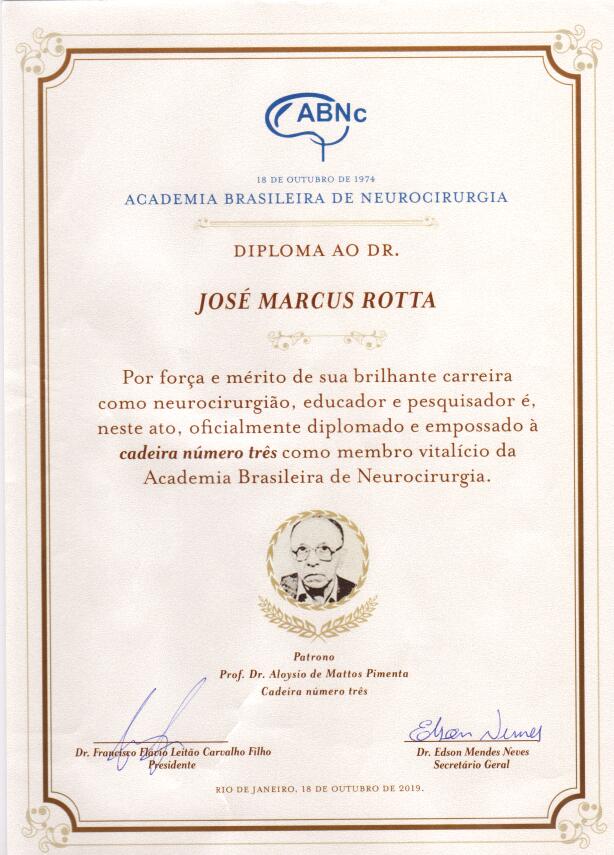 ABNc
18 DE OUTUBRO DE 1974
ACADEMIA BRASILEIRA DE NEUROCIRURGIA
DIPLOMA AO DR.
JOSÉ MARCUS ROTTA
Por força e mérito de sua brilhante carreira
como neurocirurgião, educador e pesquisador é,
neste ato, oficialmente diplomado e empossado à
cadeira número três como membro vitalício da
Academia Brasileira de Neurocirurgia.
Patrono
Prof. Dr. Aloysio de Mattos Pimenta
Cadeira número três
Edson Neves
Dr. Francisco Flávio Leitão Carvalho Filho
Presidente
Dr. Edson Mendes Neves
Secretário Geral
RIO DE JANEIRO, 18 DE OUTUBRO DE 2019.